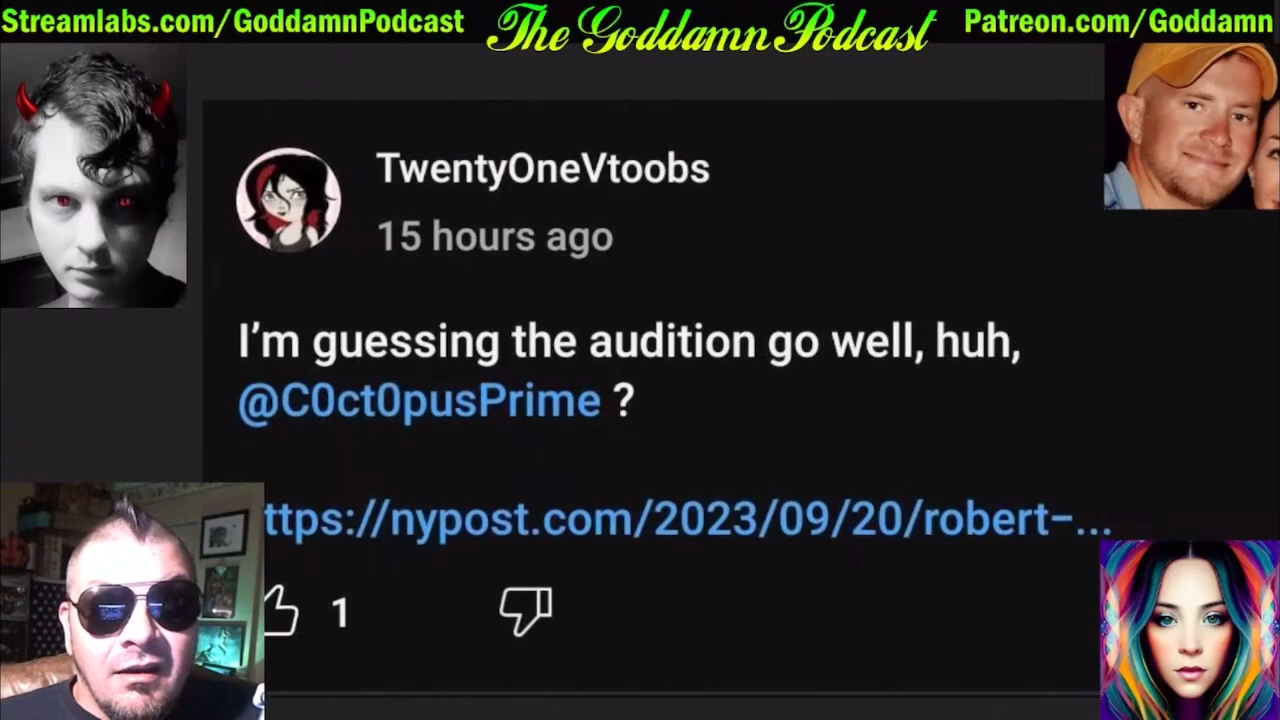 Streamlabs.com/GoddamnPodcast
The Goddamn Podcast
Patreon.com/Goddamn
TwentyOneVtoobs
15 hours ago
I'm guessing the audition go well, huh,
@C0ct0pusPrime ?
ttps://nypost.com/2023/09/20/robert-...
1